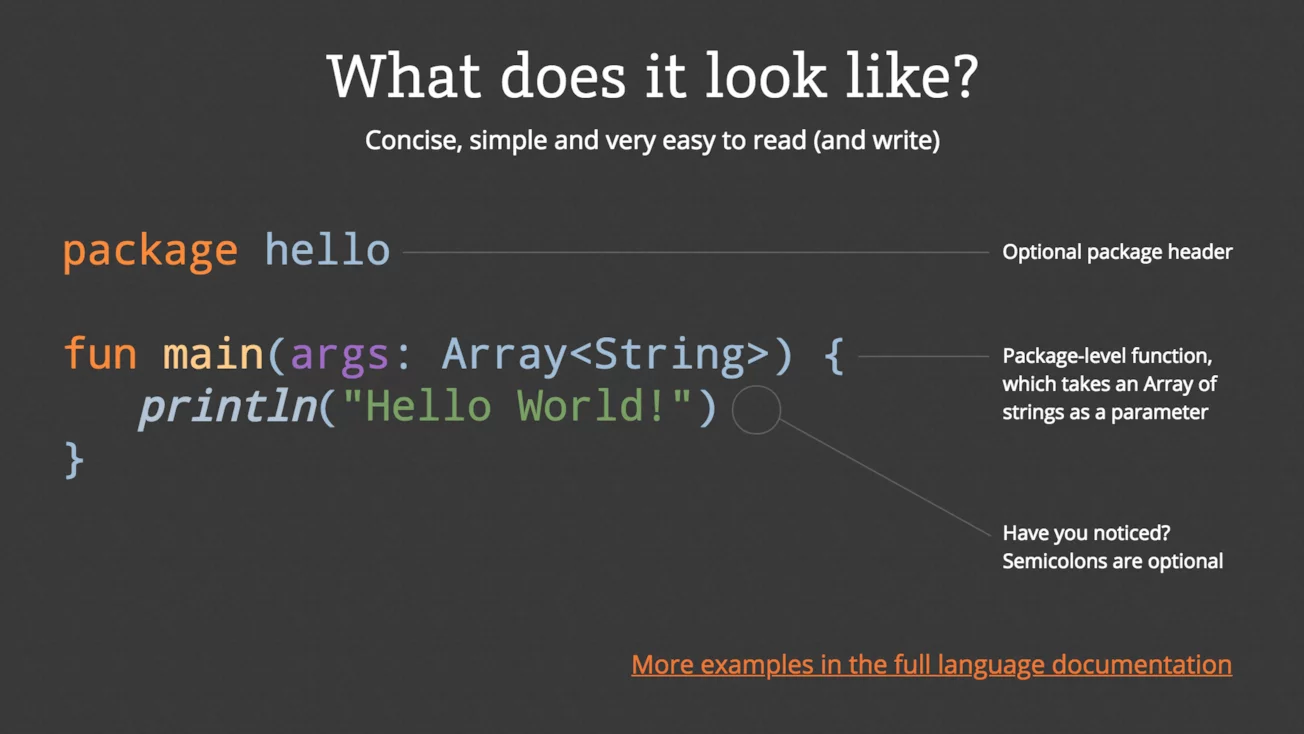 What does it look like?
Concise, simple and very easy to read (and write)
package hello
Optional package header
fun main(args: Array<String>) {
Package-level function,
which takes an Array of
strings as a parameter
println("Hello World!")
}
Have you noticed?
Semicolons are optional
More examples in the full language documentation